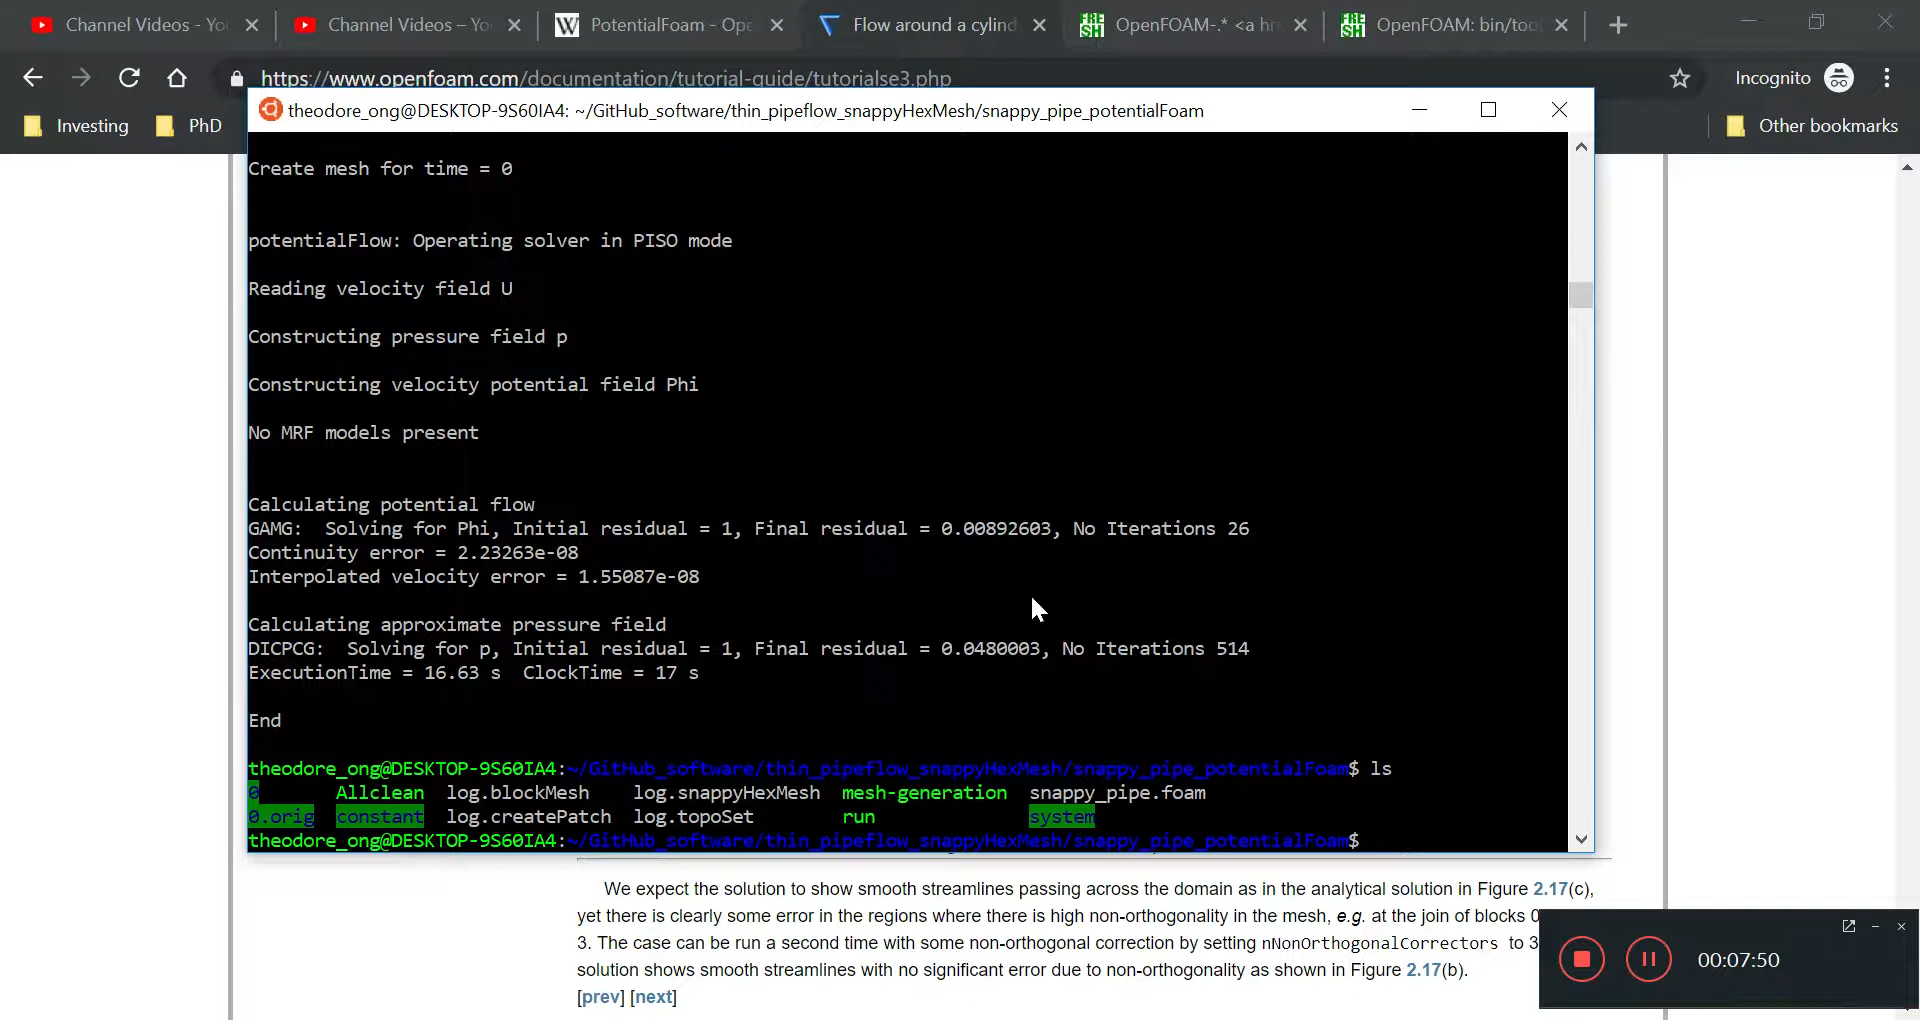 Channel Videos - Yo
Channel Videos – Yo
PotentialFoam - Ope
Flow around a cylind
OpenFOAM-.* <a hr
OpenFOAM: bin/tool
https://www.openfoam.com/documentation/tutorial-guide/tutorialse3.php
Incognito
Investing
PhD
Other bookmarks
theodore_ong@DESKTOP-9S60IA4: ~/GitHub_software/thin_pipeflow_snappyHexMesh/snappy_pipe_potentialFoam
Create mesh for time = 0
potentialFlow: Operating solver in PISO mode
Reading velocity field U
Constructing pressure field p
Constructing velocity potential field Phi
No MRF models present
Calculating potential flow
GAMG:  Solving for Phi, Initial residual = 1, Final residual = 0.00892603, No Iterations 26
Continuity error = 2.23263e-08
Interpolated velocity error = 1.55087e-08
Calculating approximate pressure field
DICPCG:  Solving for p, Initial residual = 1, Final residual = 0.0480003, No Iterations 514
ExecutionTime = 16.63 s  ClockTime = 17 s
End
theodore_ong@DESKTOP-9S60IA4:~/GitHub_software/thin_pipeflow_snappyHexMesh/snappy_pipe_potentialFoam$ ls
0 Allclean log.blockMesh log.snappyHexMesh mesh-generation snappy_pipe.foam
0.orig constant log.createPatch log.topoSet run system
theodore_ong@DESKTOP-9S60IA4:~/GitHub_software/thin_pipeflow_snappyHexMesh/snappy_pipe_potentialFoam$
We expect the solution to show smooth streamlines passing across the domain as in the analytical solution in Figure 2.17(c),
yet there is clearly some error in the regions where there is high non-orthogonality in the mesh, e.g. at the join of blocks 0
3. The case can be run a second time with some non-orthogonal correction by setting nNonOrthogonalCorrectors to 3
solution shows smooth streamlines with no significant error due to non-orthogonality as shown in Figure 2.17(b).
[prev] [next]
00:07:50